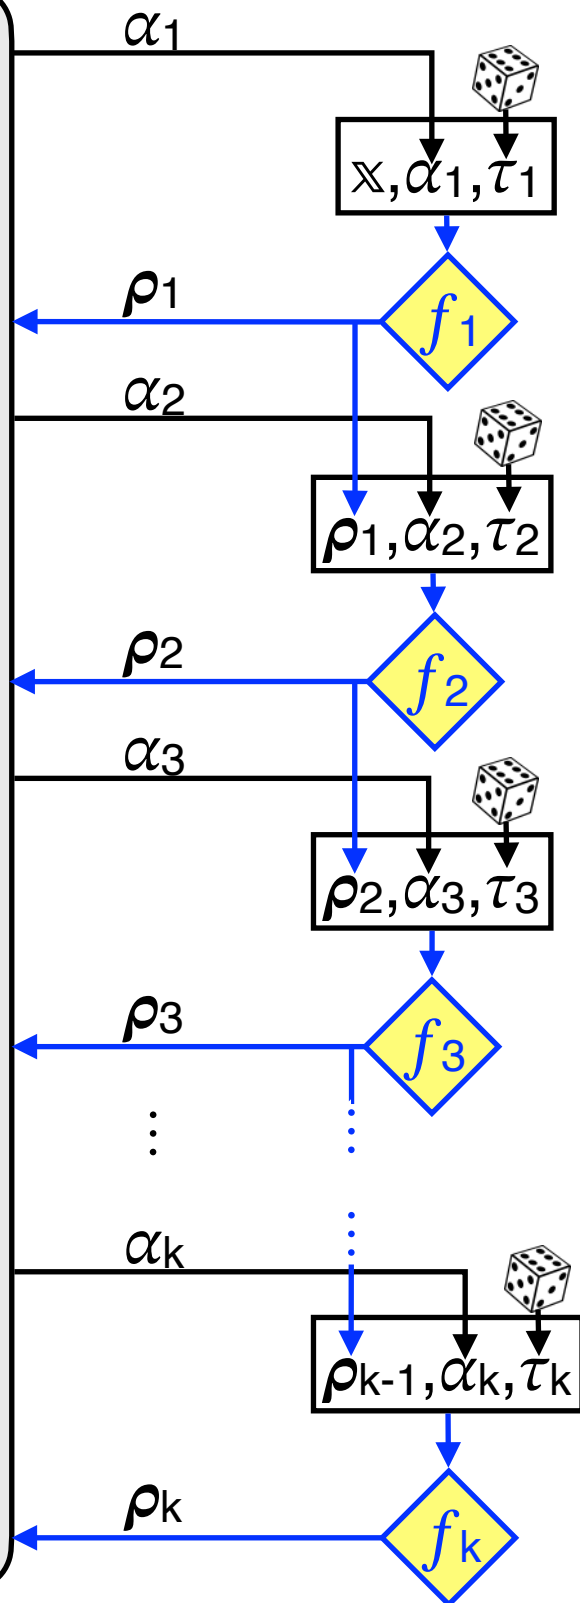 α1
𝕩,α1,τ1
ρ1
f1
α2
ρ1,α2,τ2
ρ2
f2
α3
ρ2,α3,τ3
ρ3
f3
⋮
αk
ρk-1,αk,τk
ρk
fk